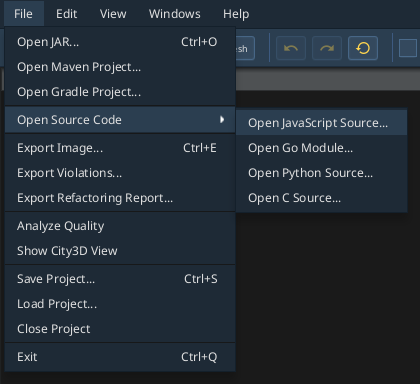 File Edit View Windows Help
Open JAR... Ctrl+O
esh
Open Maven Project...
Open Gradle Project...
Open Source Code
Open JavaScript Source...
Open Go Module...
Open Python Source...
Open C Source...
Export Image... Ctrl+E
Export Violations...
Export Refactoring Report...
Analyze Quality
Show City3D View
Save Project... Ctrl+S
Load Project...
Close Project
Exit Ctrl+Q